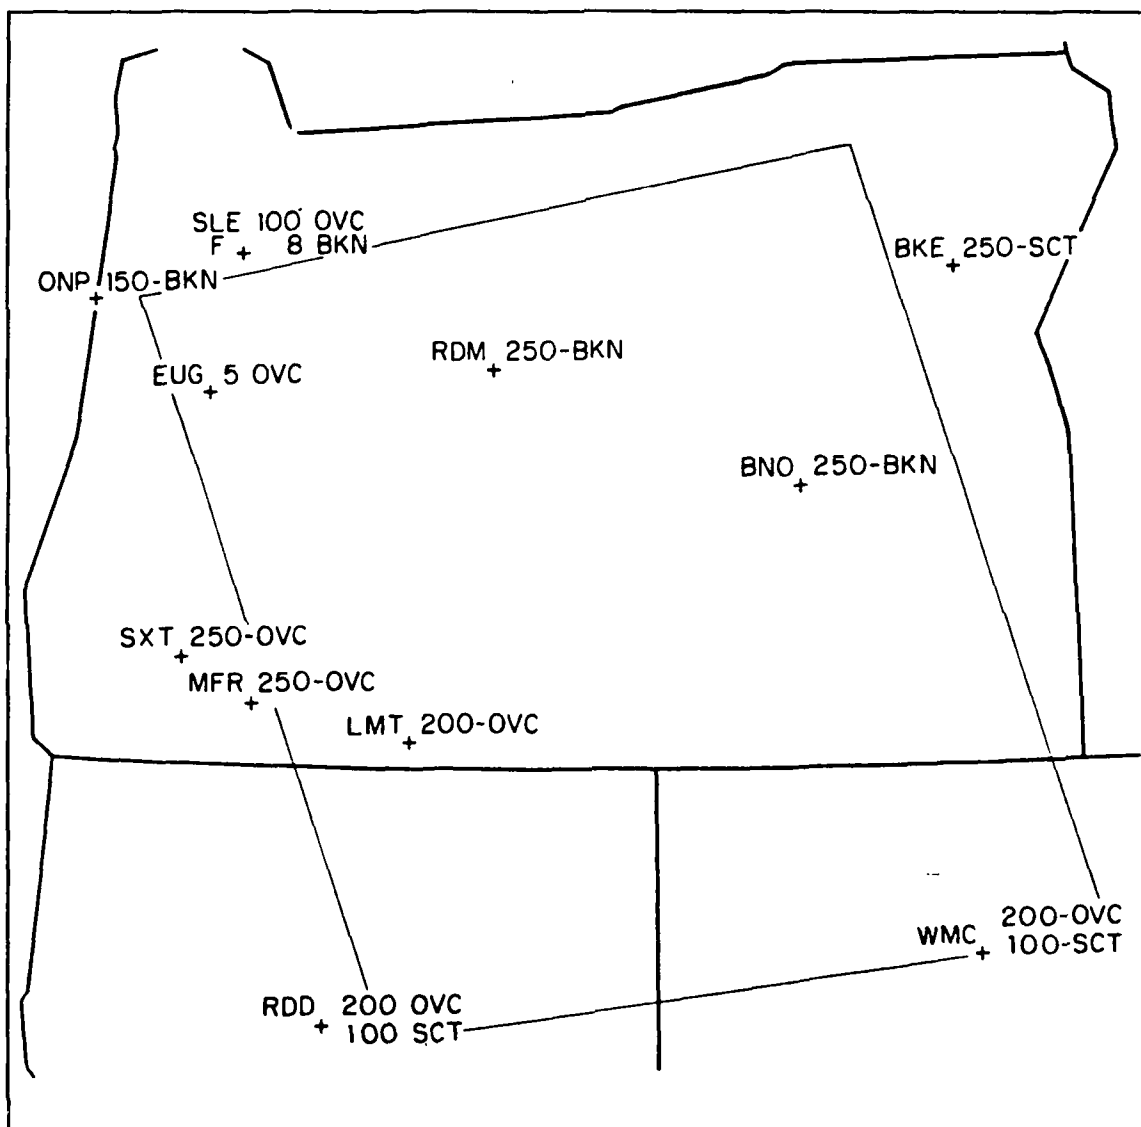 SLE 100 OVC
F + 8 BKN
BKE + 250-SCT
ONP + 150-BKN
RDM + 250-BKN
EUG + 5 OVC
BNO + 250-BKN
SXT + 250-OVC
MFR + 250-OVC
LMT + 200-OVC
200-OVC
WMC + 100-SCT
RDD 200 OVC
+ 100 SCT